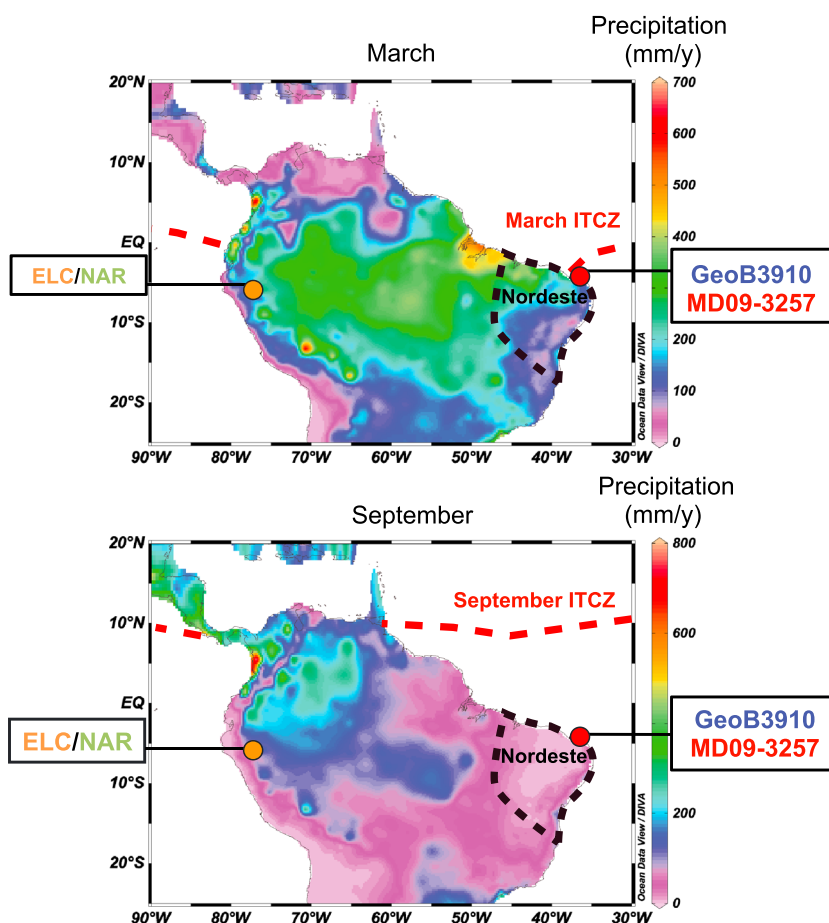 March
Precipitation
(mm/y)
20°N
10°N
EQ
10°S
20°S
90°W 80°W 70°W 60°W 50°W 40°W 30°W
March ITCZ
Nordeste
ELC/NAR
GeoB3910
MD09-3257
700
600
500
400
200
100
0
Ocean Data View / DIVA
September
Precipitation
(mm/y)
20°N
10°N
EQ
10°S
20°S
90°W 80°W 70°W 60°W 50°W 40°W 30°W
September ITCZ
Nordeste
ELC/NAR
GeoB3910
MD09-3257
800
600
200
0
Ocean Data View / DIVA